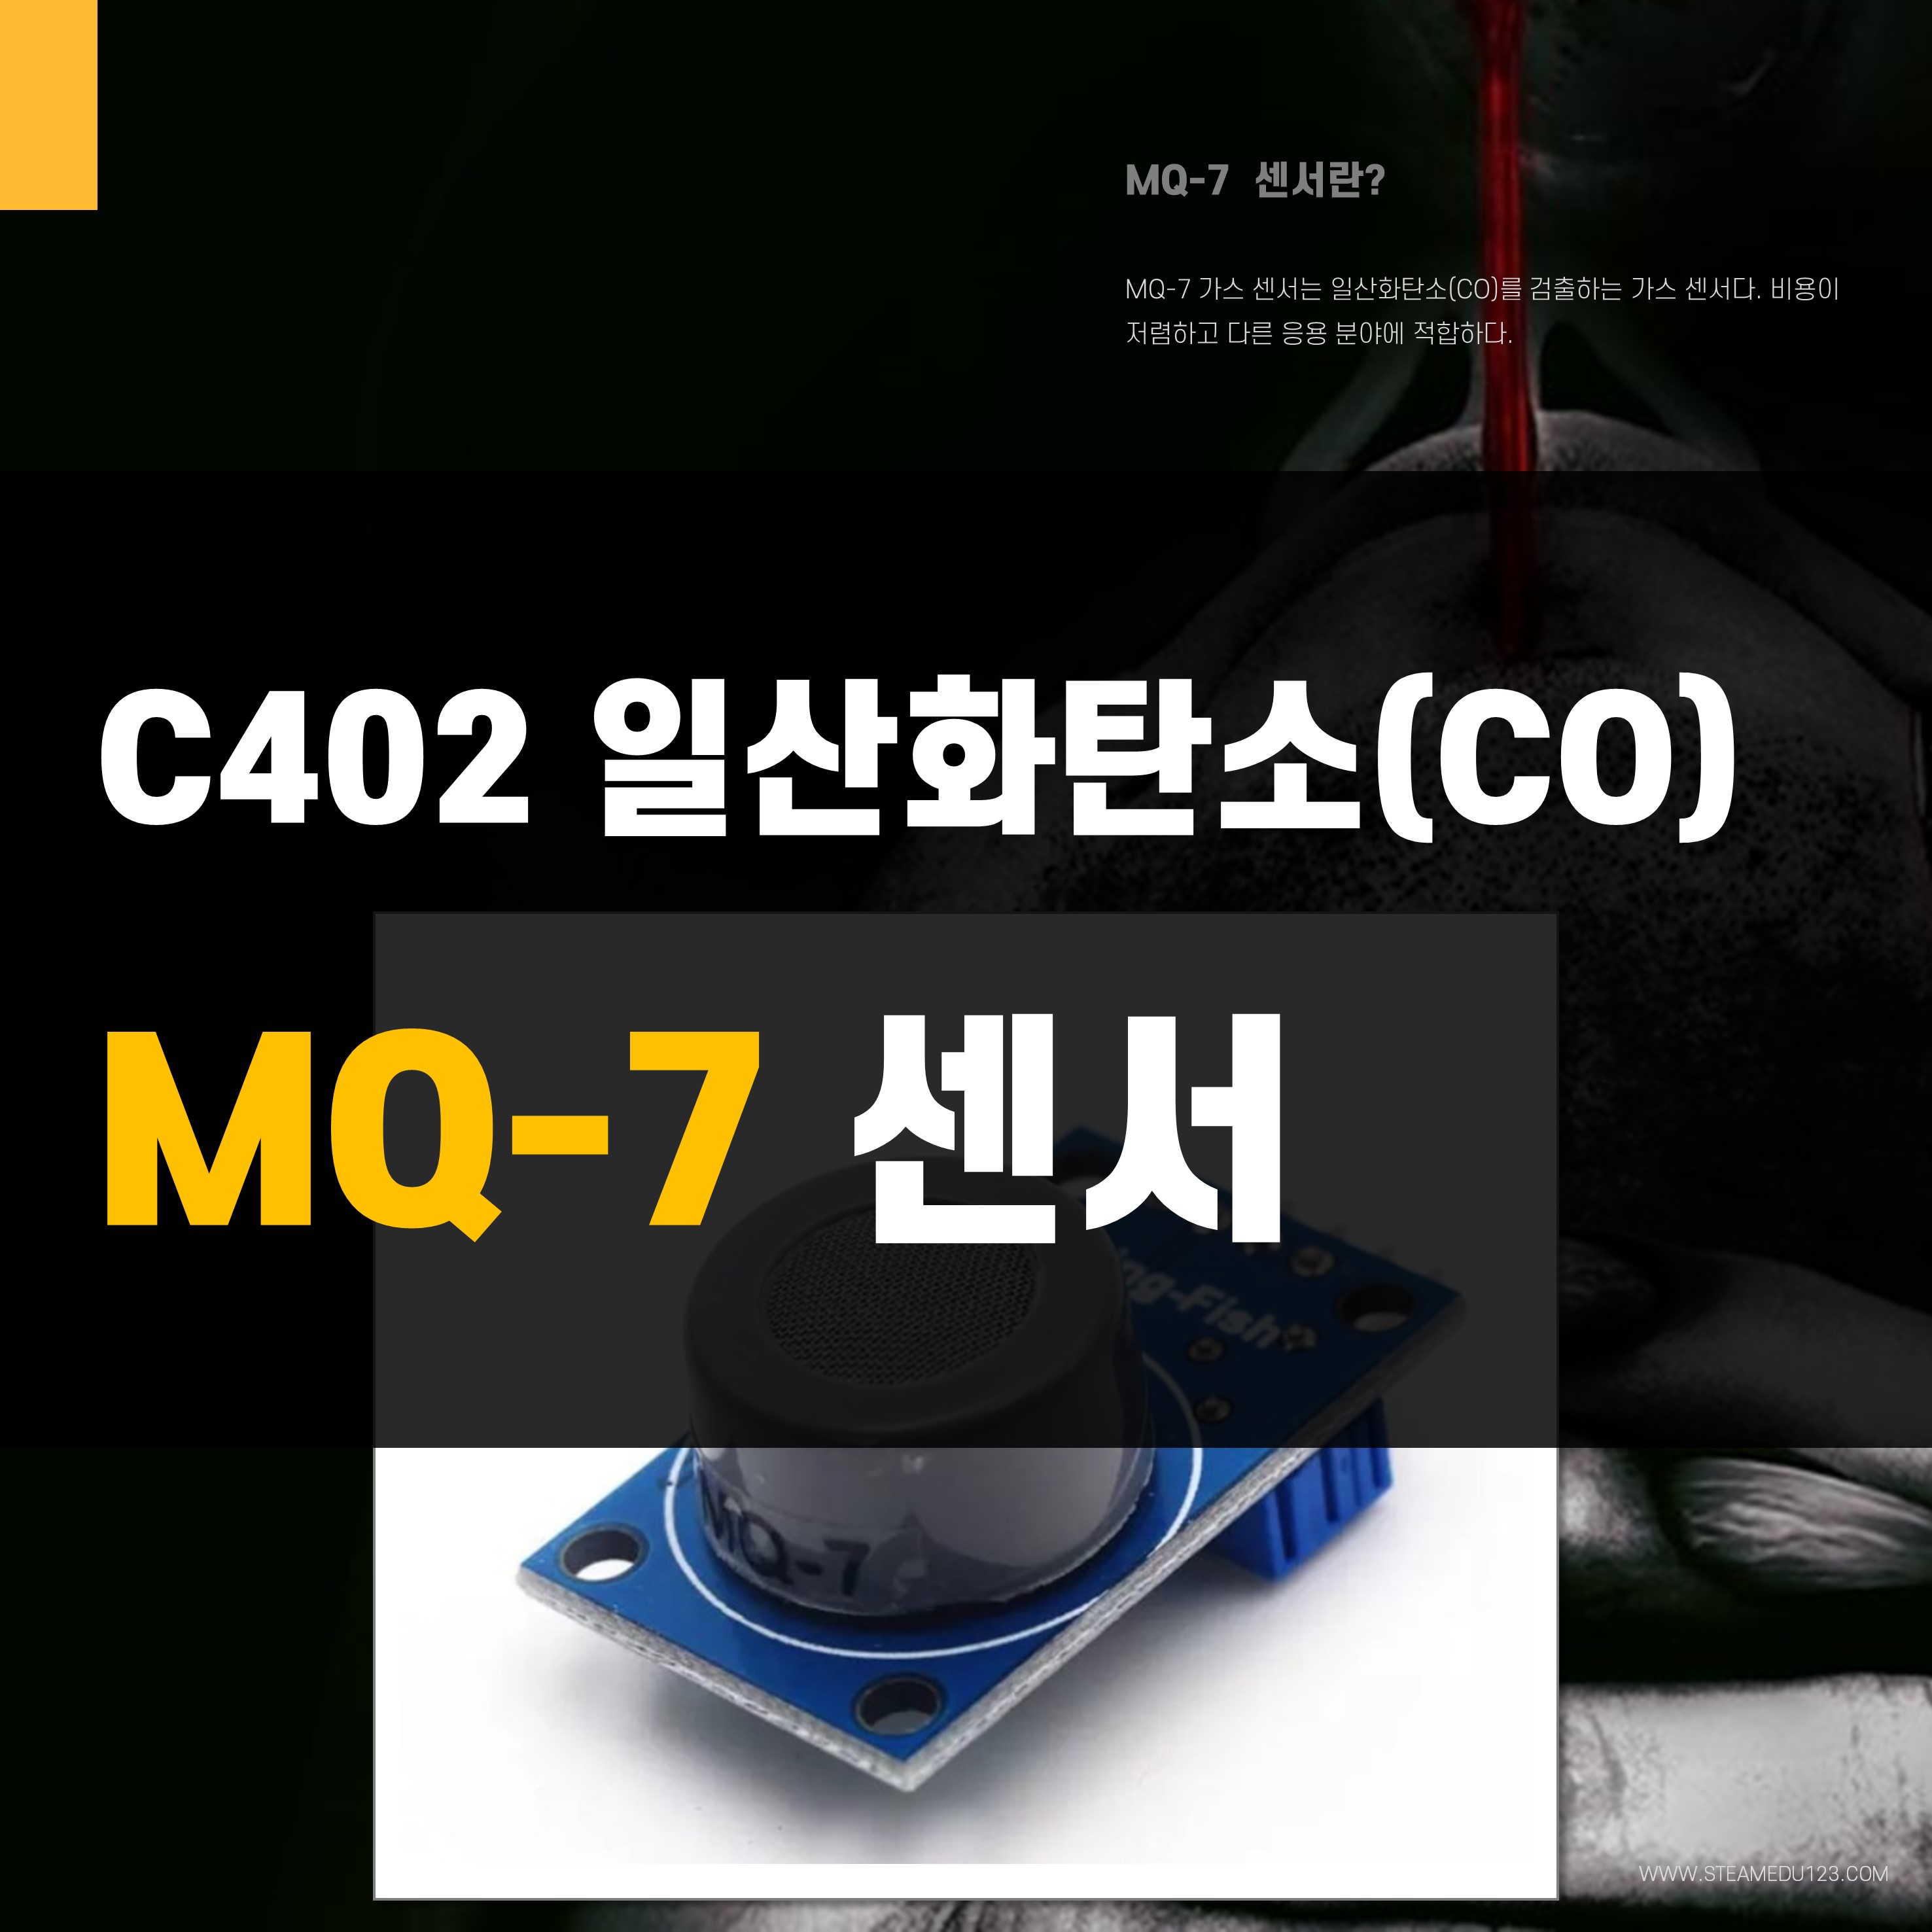 MQ-7 센서란?
MQ-7 가스 센서는 일산화탄소(CO)를 검출하는 가스 센서다. 비용이
저렴하고 다른 응용 분야에 적합하다.
C402 일산화탄소(CO)
MQ-7 센서
ing-Fish
MQ-7
WWW.STEAMEDU123.COM